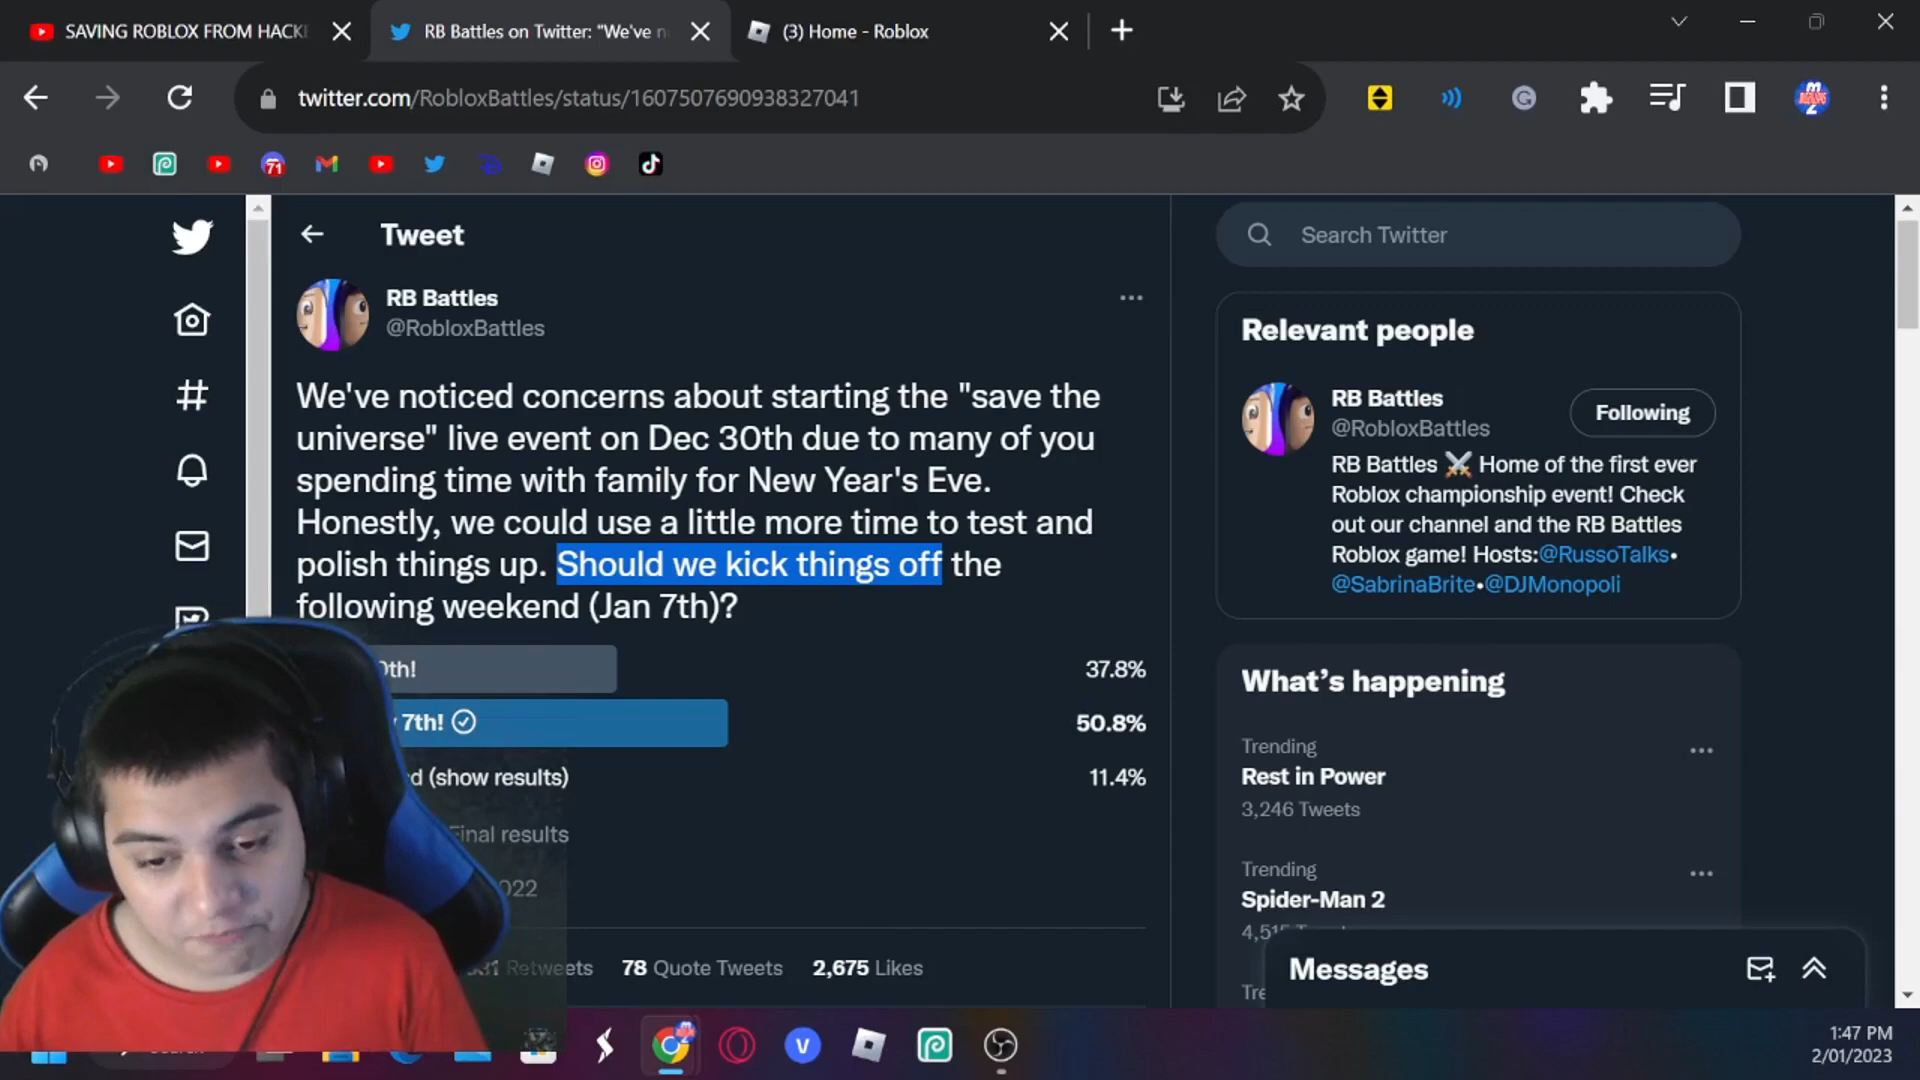 SAVING ROBLOX FROM HACK
RB Battles on Twitter: "We've n
(3) Home - Roblox
twitter.com/RobloxBattles/status/1607507690938327041
71
Tweet
Search Twitter
RB Battles
@RobloxBattles
We've noticed concerns about starting the "save the
universe" live event on Dec 30th due to many of you
spending time with family for New Year's Eve.
Honestly, we could use a little more time to test and
polish things up. Should we kick things off the
following weekend (Jan 7th)?
0th! 37.8%
7th! 50.8%
(show results) 11.4%
Final results
022
Retweets 78 Quote Tweets 2,675 Likes
Relevant people
RB Battles
@RobloxBattles
Following
RB Battles ⚔️ Home of the first ever
Roblox championship event! Check
out our channel and the RB Battles
Roblox game! Hosts:@RussoTalks•
@SabrinaBrite•@DJMonopoli
What's happening
Trending
Rest in Power
3,246 Tweets
Trending
Spider-Man 2
Messages
1:47 PM
2/01/2023